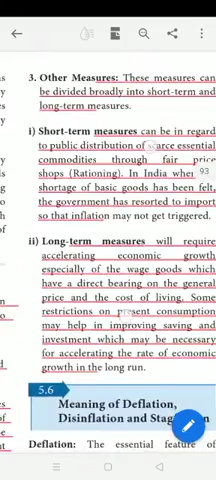 3. Other Measures: These measures can
be divided broadly into short-term and
long-term measures.
i) Short-term measures can be in regard
to public distribution of scarce essential
commodities through fair price
shops (Rationing). In India whe
shortage of basic goods has been felt,
the government has resorted to import
so that inflation may not get triggered.
93
ii) Long-term measures will require
accelerating economic growth
especially of the wage goods which
have a direct bearing on the general
price and the cost of living. Some
restrictions on present consumption
may help in improving saving and
investment which may be necessary
for accelerating the rate of economic
growth in the long run.
5.6
Meaning of Deflation,
Disinflation and Stag
Deflation: The essential feature of